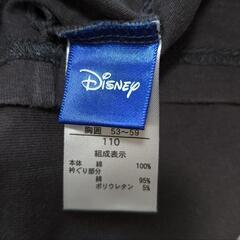 Disney
胸囲 53～59
110
組成表示
本体 綿 100%
衿ぐり部分 綿 95%
ポリウレタン 5%